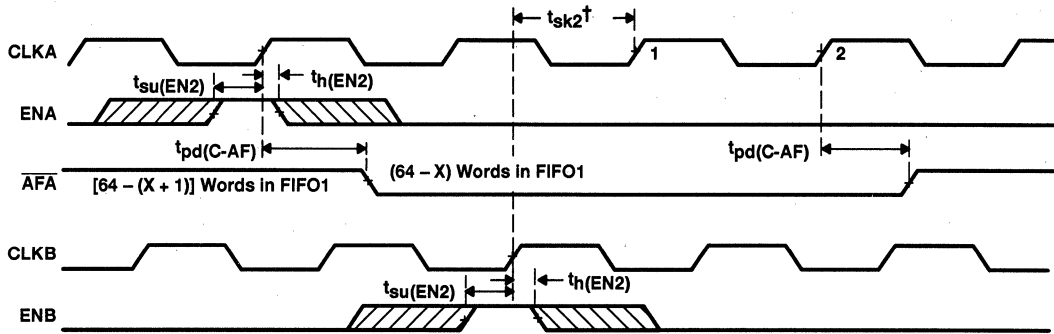 tsk2†
CLKA
1
2
tsu(EN2)
th(EN2)
ENA
tpd(C-AF)
tpd(C-AF)
AFA
[64 – (X + 1)] Words in FIFO1
(64 – X) Words in FIFO1
CLKB
tsu(EN2)
th(EN2)
ENB